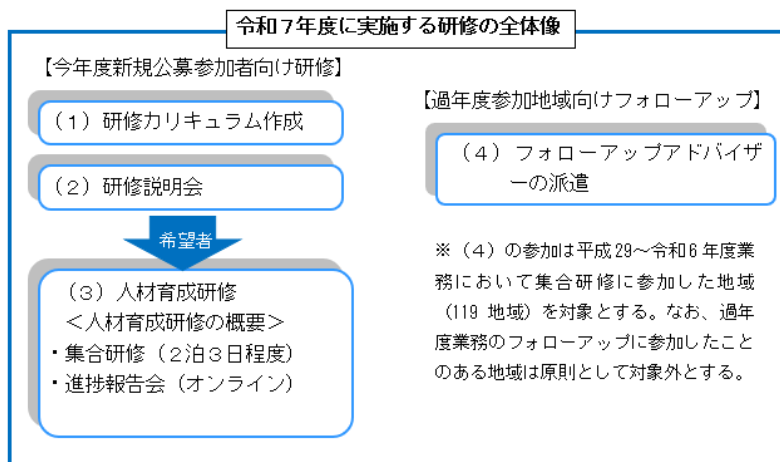 令和７年度に実施する研修の全体像
【今年度新規公募参加者向け研修】
（１）研修カリキュラム作成
（２）研修説明会
希望者
（３）人材育成研修
＜人材育成研修の概要＞
・集合研修（２泊３日程度）
・進捗報告会（オンライン）
【過年度参加地域向けフォローアップ】
（４）フォローアップアドバイザ
ーの派遣
※（４）の参加は平成29～令和6年度業
務において集合研修に参加した地域
（119 地域）を対象とする。なお、過年
度業務のフォローアップに参加したこと
のある地域は原則として対象外とする。